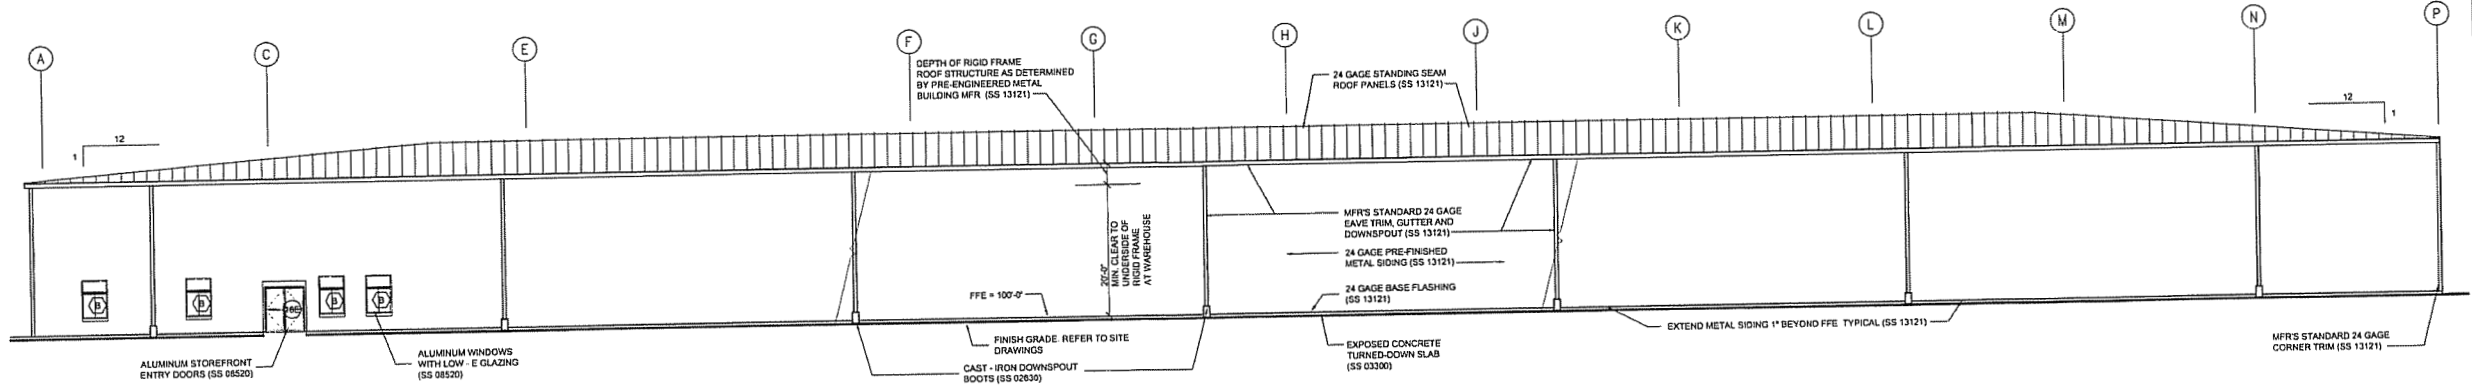 A
C
E
F
G
H
J
K
L
M
N
P
DEPTH OF RIGID FRAME
ROOF STRUCTURE AS DETERMINED
BY PRE-ENGINEERED METAL
BUILDING MFR (SS 13121)
24 GAGE STANDING SEAM
ROOF PANELS (SS 13121)
12
1
12
1
20'-0"
MIN. CLEAR TO
UNDERSIDE OF
RIGID FRAME
AT WAREHOUSE
MFR'S STANDARD 24 GAGE
EAVE TRIM, GUTTER AND
DOWNSPOUT (SS 13121)
24 GAGE PRE-FINISHED
METAL SIDING (SS 13121)
24 GAGE BASE FLASHING
(SS 13121)
FFE = 100'-0"
B
B
B
B
ALUMINUM STOREFRONT
ENTRY DOORS (SS 08520)
ALUMINUM WINDOWS
WITH LOW - E GLAZING
(SS 08520)
FINISH GRADE. REFER TO SITE
DRAWINGS
CAST - IRON DOWNSPOUT
BOOTS (SS 02630)
EXPOSED CONCRETE
TURNED-DOWN SLAB
(SS 03300)
EXTEND METAL SIDING 1" BEYOND FFE TYPICAL (SS 13121)
MFR'S STANDARD 24 GAGE
CORNER TRIM (SS 13121)